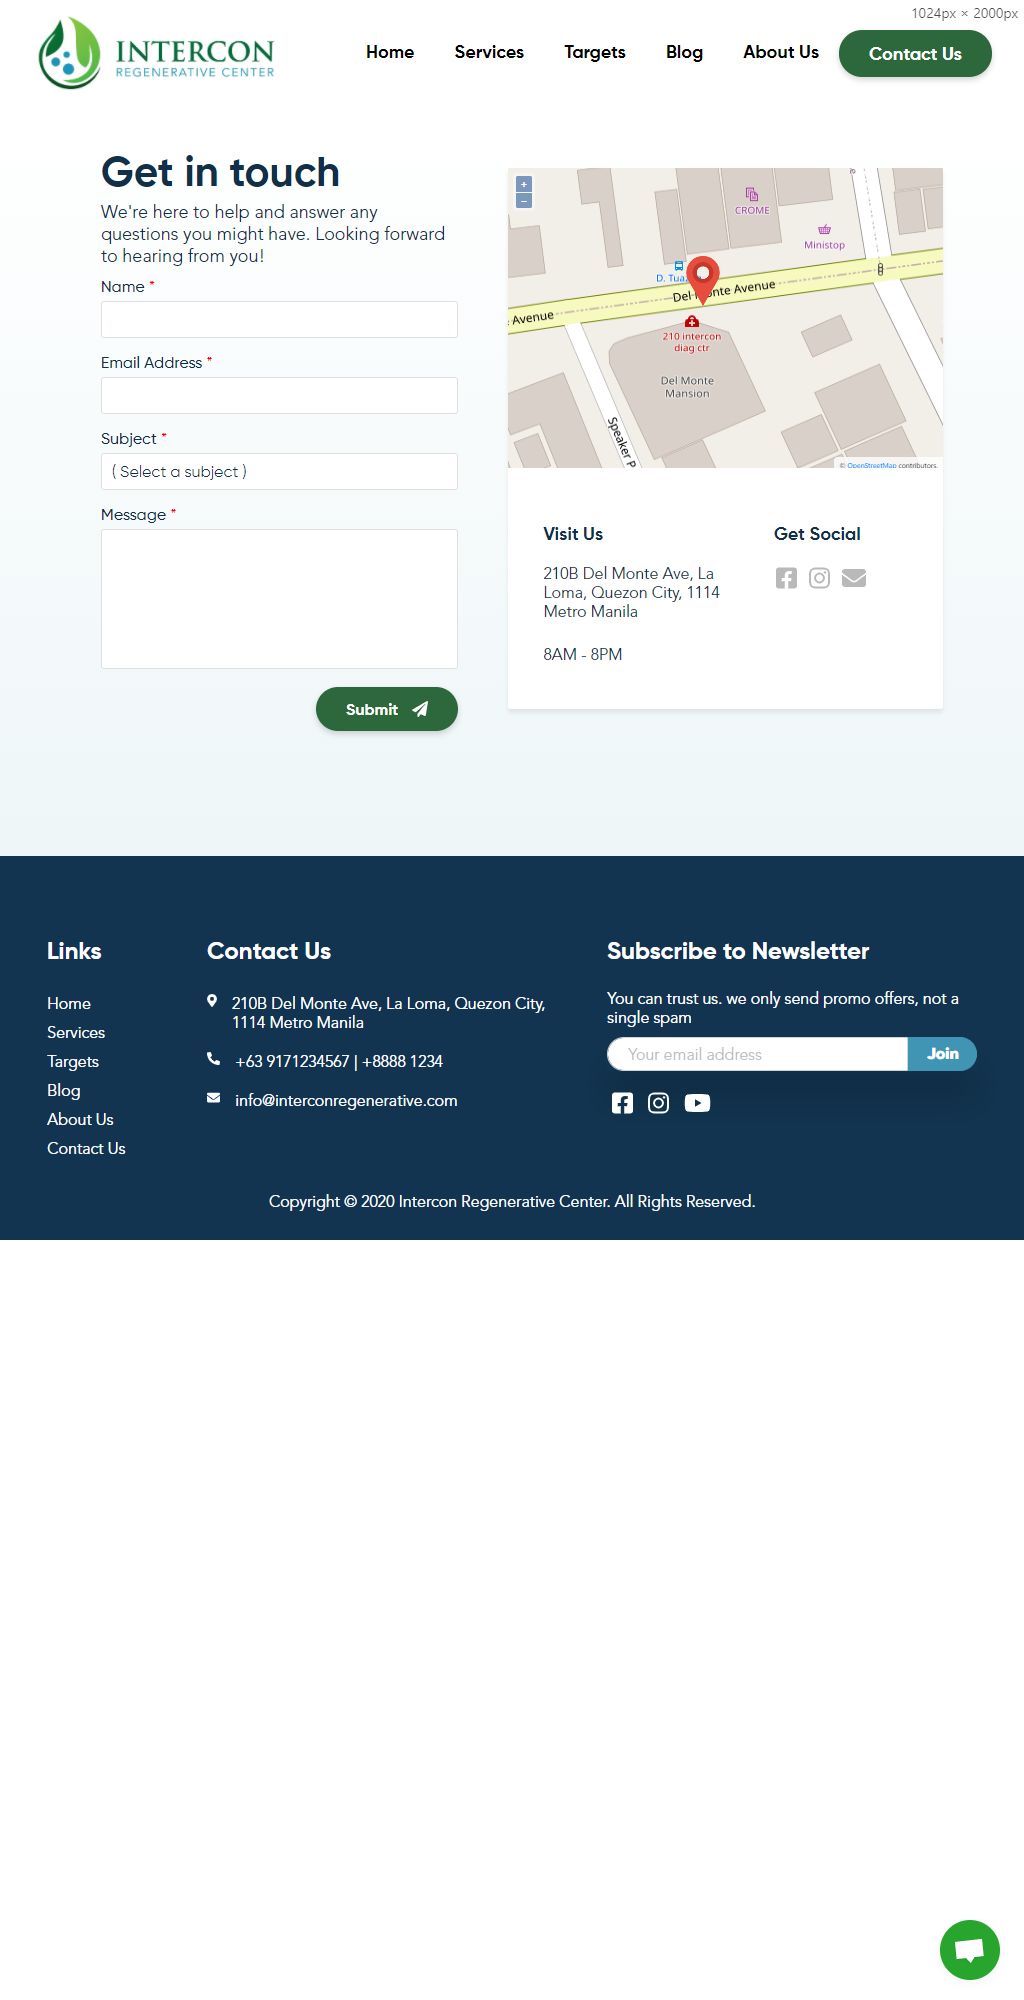 1024px × 2000px
INTERCON
REGENERATIVE CENTER
Home
Services
Targets
Blog
About Us
Contact Us
Get in touch
We're here to help and answer any
questions you might have. Looking forward
to hearing from you!
Name *
Email Address *
Subject *
( Select a subject )
Message *
Submit
+
−
CROME
Ministop
D. Tua
Del Monte Avenue
Avenue
210 intercon
diag ctr
Del Monte
Mansion
Speaker P
© OpenStreetMap contributors.
Visit Us
210B Del Monte Ave, La
Loma, Quezon City, 1114
Metro Manila
8AM - 8PM
Get Social
Links
Home
Services
Targets
Blog
About Us
Contact Us
Contact Us
210B Del Monte Ave, La Loma, Quezon City,
1114 Metro Manila
+63 9171234567 | +8888 1234
info@interconregenerative.com
Subscribe to Newsletter
You can trust us. we only send promo offers, not a
single spam
Your email address
Join
Copyright © 2020 Intercon Regenerative Center. All Rights Reserved.